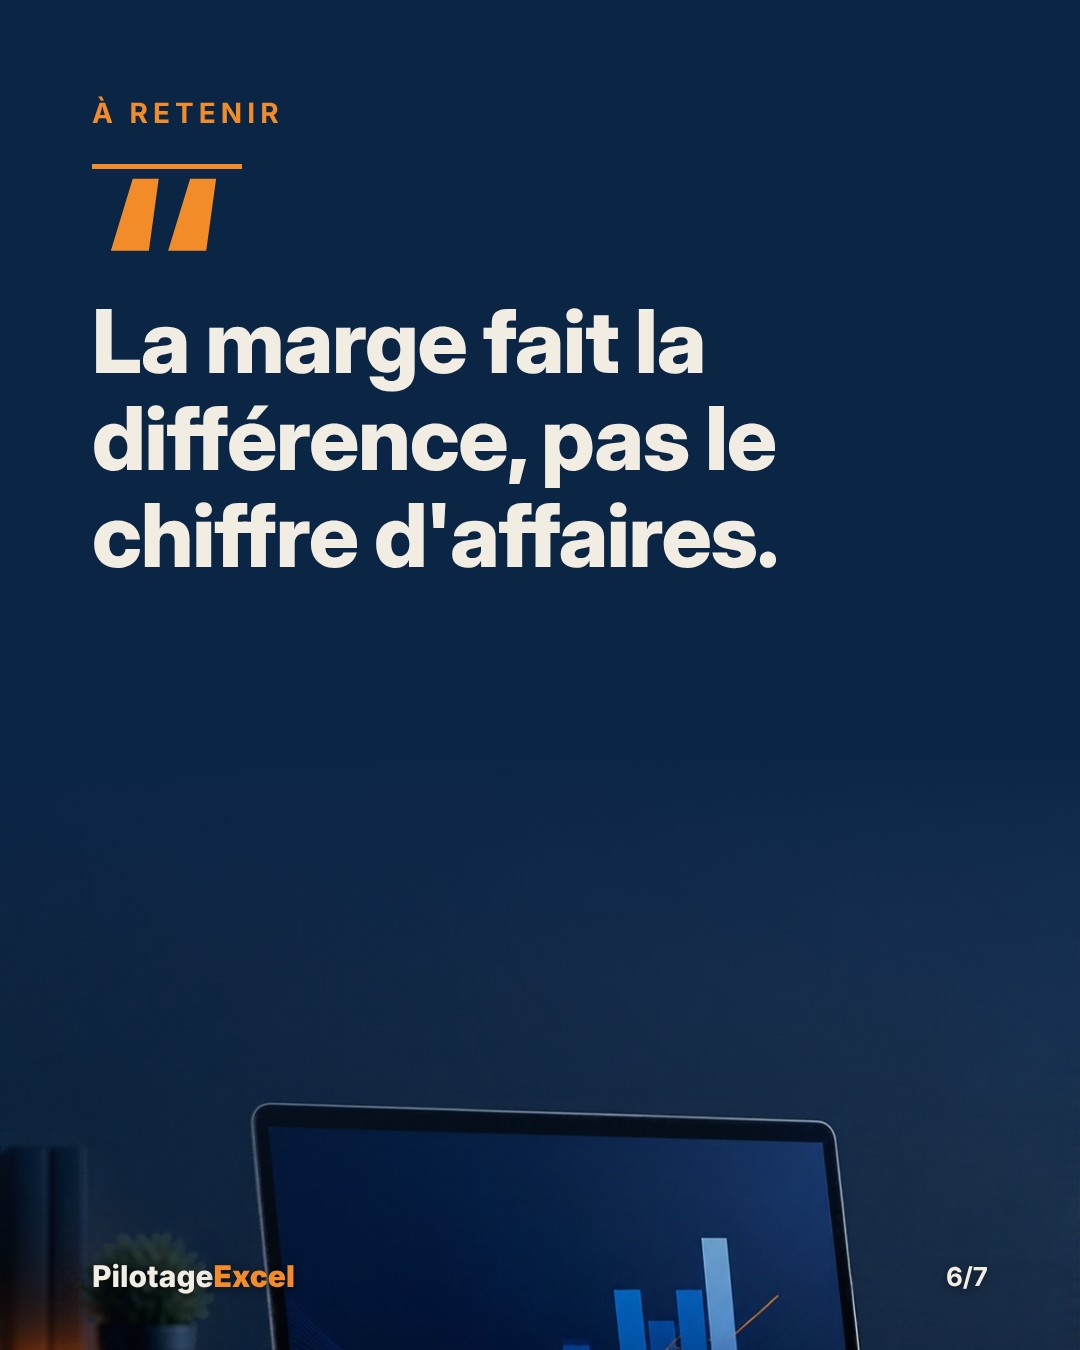 À RETENIR
"
La marge fait la
différence, pas le
chiffre d'affaires.
PilotageExcel
6/7